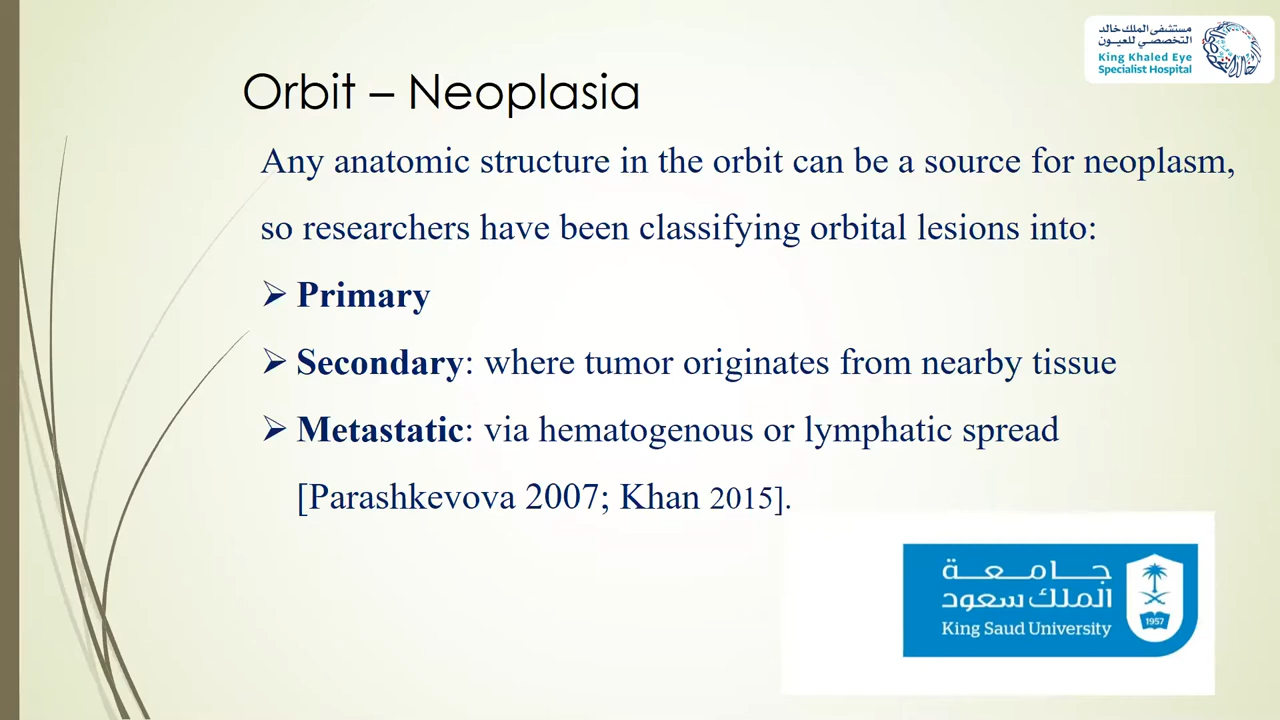 مستشفى الملك خالد
التخصصي للعيون
King Khaled Eye
Specialist Hospital
Orbit – Neoplasia
Any anatomic structure in the orbit can be a source for neoplasm,
so researchers have been classifying orbital lesions into:
➢ Primary
➢ Secondary: where tumor originates from nearby tissue
➢ Metastatic: via hematogenous or lymphatic spread
[Parashkevova 2007; Khan 2015].
جامعة
الملك سعود
King Saud University
1957